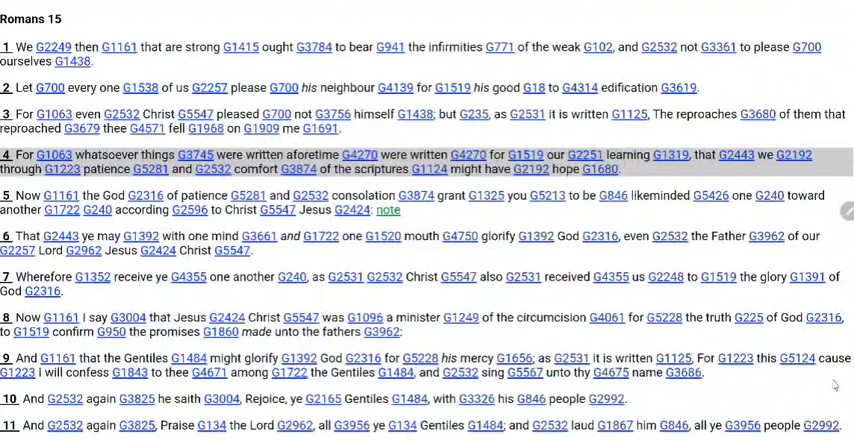 Romans 15
1 We G2249 then G1161 that are strong G1415 ought G3784 to bear G941 the infirmities G771 of the weak G102, and G2532 not G3361 to please G700
ourselves G1438.
2 Let G700 every one G1538 of us G2257 please G700 his neighbour G4139 for G1519 his good G18 to G4314 edification G3619.
3 For G1063 even G2532 Christ G5547 pleased G700 not G3756 himself G1438; but G235, as G2531 it is written G1125, The reproaches G3680 of them that
reproached G3679 thee G4571 fell G1968 on G1909 me G1691.
4 For G1063 whatsoever things G3745 were written aforetime G4270 were written G4270 for G1519 our G2251 learning G1319, that G2443 we G2192
through G1223 patience G5281 and G2532 comfort G3874 of the scriptures G1124 might have G2192 hope G1680.
5 Now G1161 the God G2316 of patience G5281 and G2532 consolation G3874 grant G1325 you G5213 to be G846 likeminded G5426 one G240 toward
another G1722 G240 according G2596 to Christ G5547 Jesus G2424: note
6 That G2443 ye may G1392 with one mind G3661 and G1722 one G1520 mouth G4750 glorify G1392 God G2316, even G2532 the Father G3962 of our
G2257 Lord G2962 Jesus G2424 Christ G5547.
7 Wherefore G1352 receive ye G4355 one another G240, as G2531 G2532 Christ G5547 also G2531 received G4355 us G2248 to G1519 the glory G1391 of
God G2316.
8 Now G1161 I say G3004 that Jesus G2424 Christ G5547 was G1096 a minister G1249 of the circumcision G4061 for G5228 the truth G225 of God G2316,
to G1519 confirm G950 the promises G1860 made unto the fathers G3962:
9 And G1161 that the Gentiles G1484 might glorify G1392 God G2316 for G5228 his mercy G1656; as G2531 it is written G1125, For G1223 this G5124 cause
G1223 I will confess G1843 to thee G4671 among G1722 the Gentiles G1484, and G2532 sing G5567 unto thy G4675 name G3686.
10 And G2532 again G3825 he saith G3004, Rejoice, ye G2165 Gentiles G1484, with G3326 his G846 people G2992.
11 And G2532 again G3825, Praise G134 the Lord G2962, all G3956 ye G134 Gentiles G1484; and G2532 laud G1867 him G846, all ye G3956 people G2992.